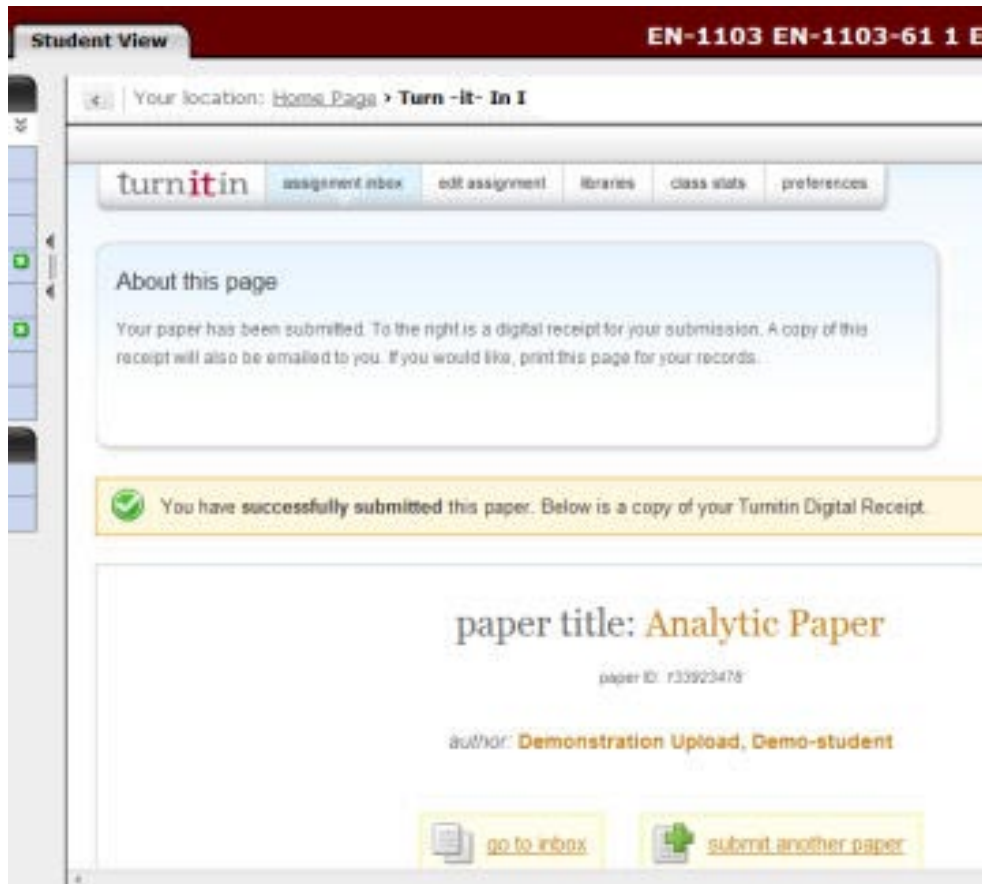 Student View
EN-1103 EN-1103-61 1 E
Your location: Home Page › Turn -it- In I
turnitin assignment inbox edit assignment libraries class stats preferences
About this page
Your paper has been submitted. To the right is a digital receipt for your submission. A copy of this
receipt will also be emailed to you. If you would like, print this page for your records.
You have successfully submitted this paper. Below is a copy of your Turnitin Digital Receipt.
paper title: Analytic Paper
paper ID:
author: Demonstration Upload, Demo-student
go to inbox submit another paper